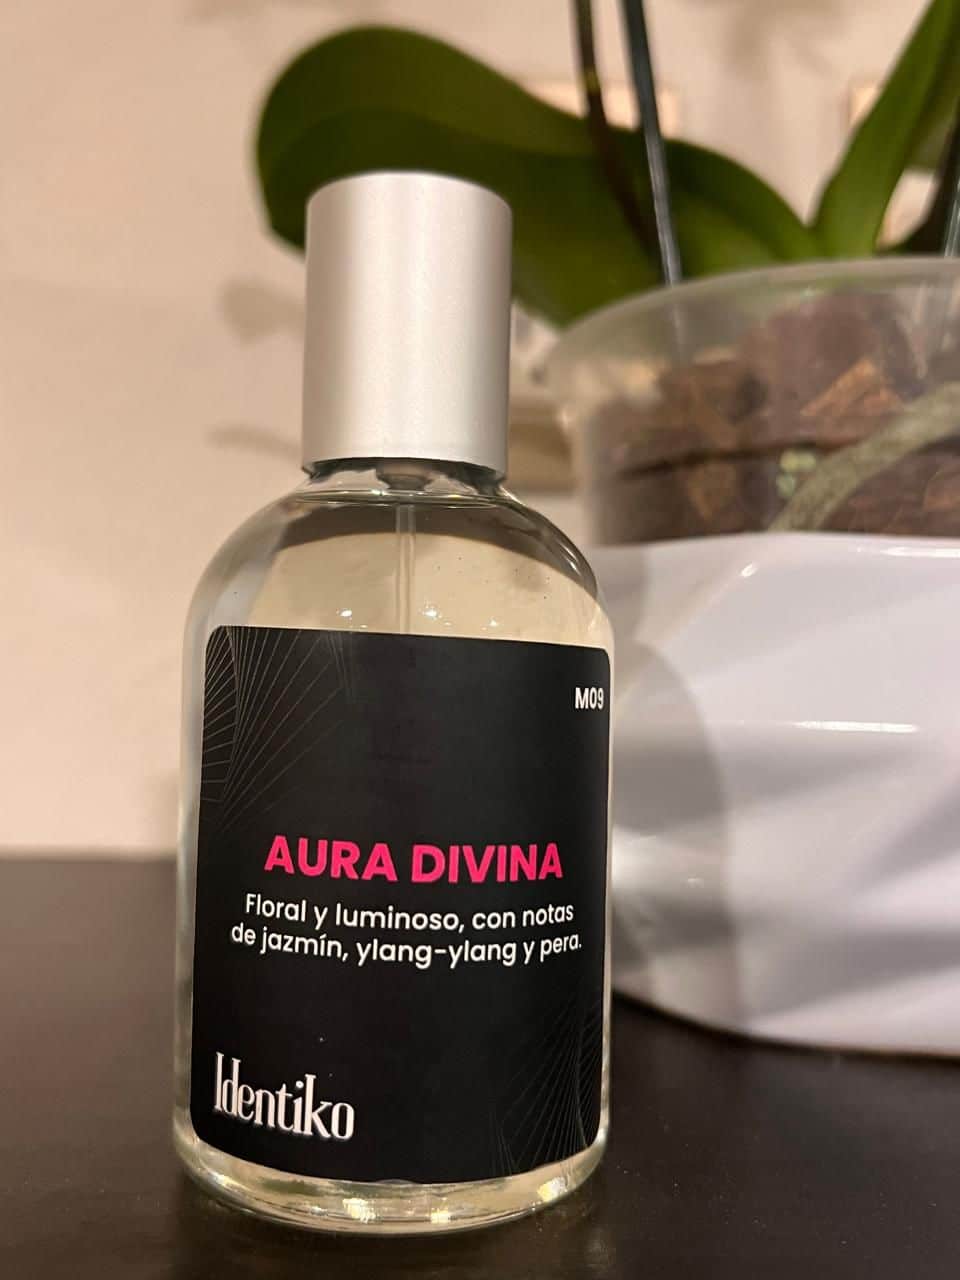 M09
AURA DIVINA
Floral y luminoso, con notas
de jazmín, ylang-ylang y pera.
Identiko